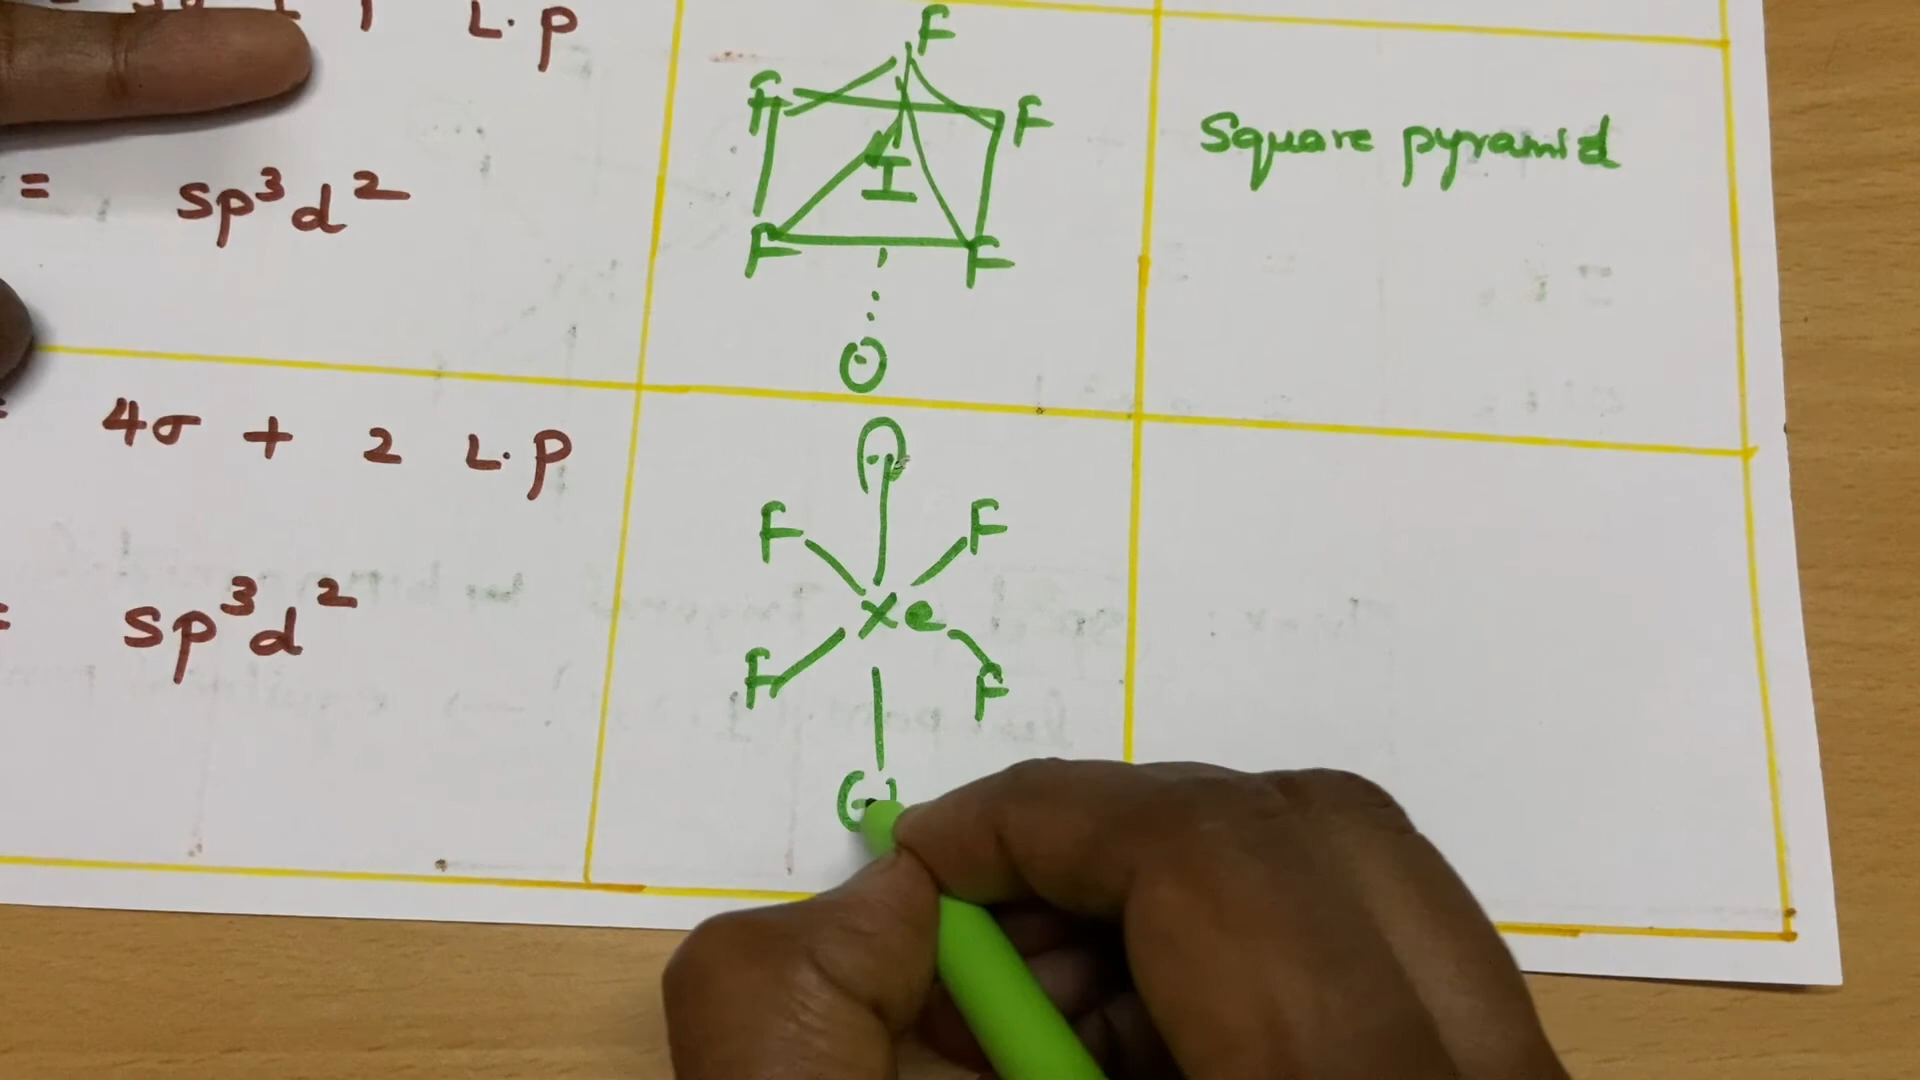 L.p
= sp³d²
F
F F
I
F F
Square pyramid
4σ + 2 L.p
= sp³d²
F F
Xe
F F